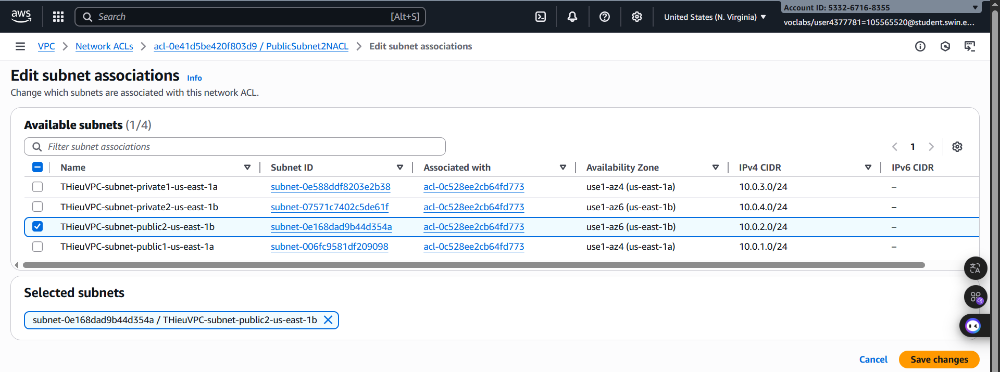 aws
Search [Alt+S]
United States (N. Virginia)
Account ID: 5332-6716-8355
voclabs/user4377781=105565520@student.swin.e...
VPC
Network ACLs
acl-0e41d5be420f803d9 / PublicSubnet2NACL
Edit subnet associations
Edit subnet associations Info
Change which subnets are associated with this network ACL.
Available subnets (1/4)
Filter subnet associations
1
Name Subnet ID Associated with Availability Zone IPv4 CIDR IPv6 CIDR
THieuVPC-subnet-private1-us-east-1a subnet-0e588ddf8203e2b38 acl-0c528ee2cb64fd773 use1-az4 (us-east-1a) 10.0.3.0/24 –
THieuVPC-subnet-private2-us-east-1b subnet-07571c7402c5de61f acl-0c528ee2cb64fd773 use1-az6 (us-east-1b) 10.0.4.0/24 –
THieuVPC-subnet-public2-us-east-1b subnet-0e168dad9b44d354a acl-0c528ee2cb64fd773 use1-az6 (us-east-1b) 10.0.2.0/24 –
THieuVPC-subnet-public1-us-east-1a subnet-006fc9581df209098 acl-0c528ee2cb64fd773 use1-az4 (us-east-1a) 10.0.1.0/24 –
Selected subnets
subnet-0e168dad9b44d354a / THieuVPC-subnet-public2-us-east-1b
Cancel
Save changes